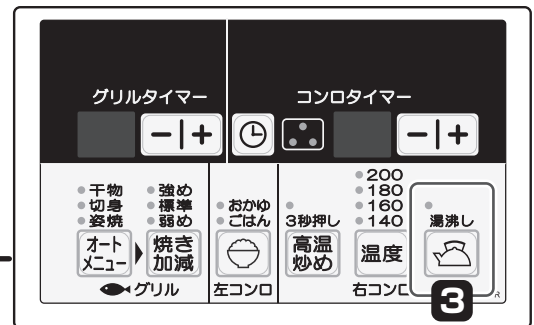 グリルタイマー
コンロタイマー
− | +
− | +
200
180
160
140
干物
切身
姿焼
強め
標準
弱め
おかゆ
ごはん
3秒押し
湯沸し
オート
メニュー
焼き
加減
高温
炒め
温度
グリル
左コンロ
右コンロ
3
R